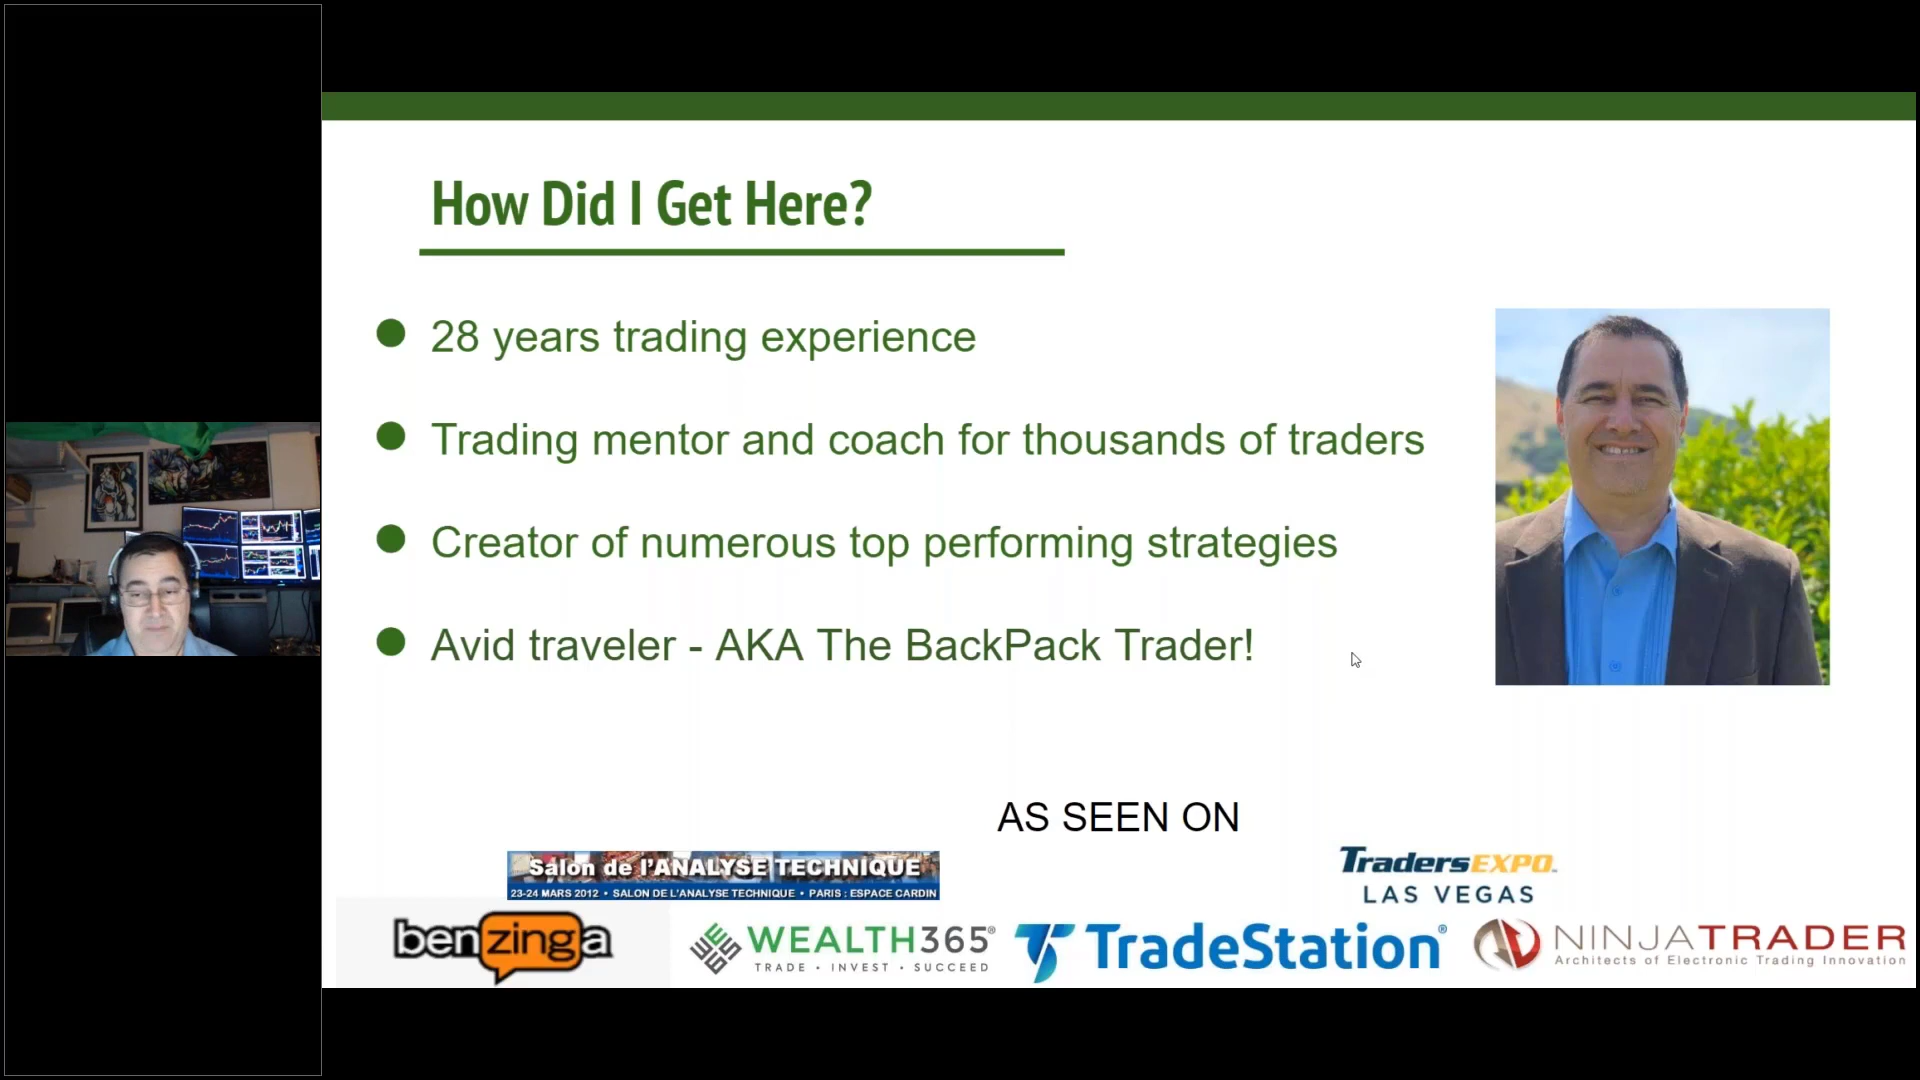 How Did I Get Here?
28 years trading experience
Trading mentor and coach for thousands of traders
Creator of numerous top performing strategies
Avid traveler - AKA The BackPack Trader!
AS SEEN ON
Salon de l'ANALYSE TECHNIQUE
23-24 MARS 2012 • SALON DE L'ANALYSE TECHNIQUE • PARIS : ESPACE CARDIN
TradersEXPO
LAS VEGAS
benzinga
WEALTH365®
TRADE • INVEST • SUCCEED
TradeStation®
NINJATRADER
Architects of Electronic Trading Innovation